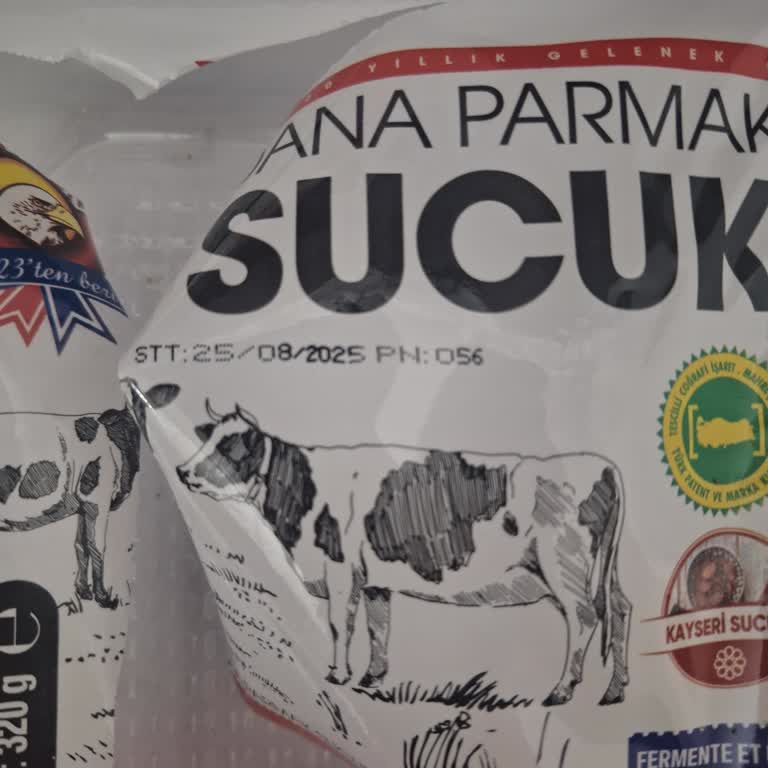 YILLIK GELENEK
ANA PARMAK
SUCUK
23'ten beri
STT:25/08/2025 PN:056
TESCİLLİ COĞRAFİ İŞARET
TÜRK PATENT VE MARKA
KAYSERİ SUCU
320 g e
FERMENTE ET